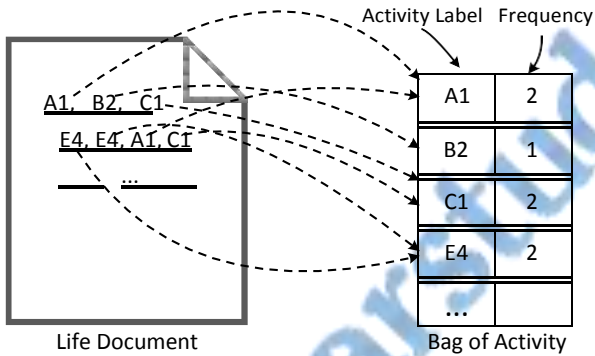 Activity Label Frequency
A1, B2, C1
E4, E4, A1, C1
...
A1 2
B2 1
C1 2
E4 2
...
Life Document
Bag of Activity